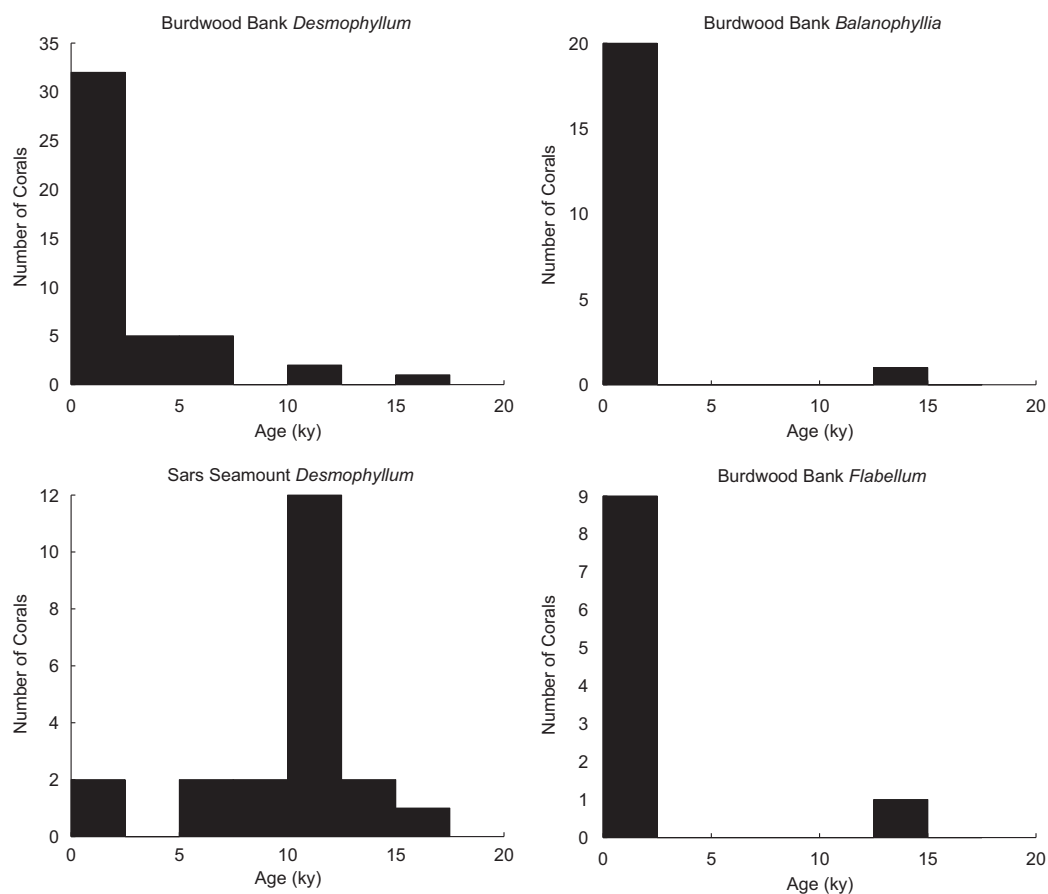 Burdwood Bank Desmophyllum
35
30
25
20
15
10
5
0
Number of Corals
0 5 10 15 20
Age (ky)
Burdwood Bank Balanophyllia
20
15
10
5
0
Number of Corals
0 5 10 15 20
Age (ky)
Sars Seamount Desmophyllum
12
10
8
6
4
2
0
Number of Corals
0 5 10 15 20
Age (ky)
Burdwood Bank Flabellum
9
8
7
6
5
4
3
2
1
0
Number of Corals
0 5 10 15 20
Age (ky)